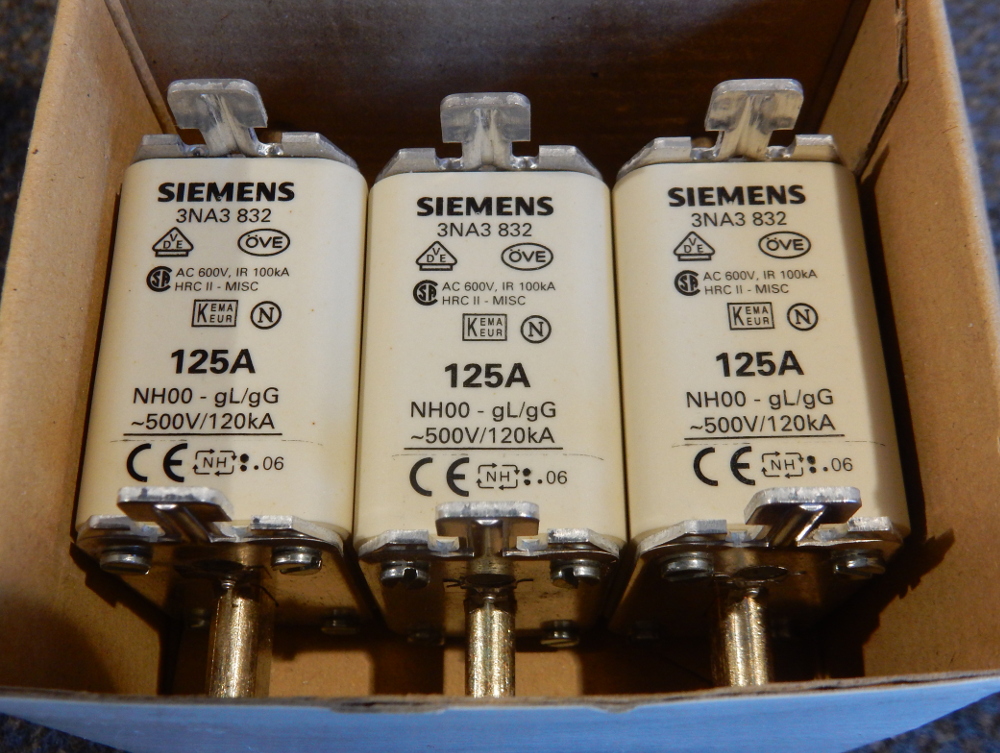 SIEMENS
3NA3 832
VDE
ÖVE
SA AC 600V, IR 100kA
HRC II - MISC
KEMA
EUR
N
125A
NH00 - gL/gG
~500V/120kA
CE NH .06
SIEMENS
3NA3 832
VDE
ÖVE
SA AC 600V, IR 100kA
HRC II - MISC
KEMA
EUR
N
125A
NH00 - gL/gG
~500V/120kA
CE NH .06
SIEMENS
3NA3 832
VDE
ÖVE
SA AC 600V, IR 100kA
HRC II - MISC
KEMA
EUR
N
125A
NH00 - gL/gG
~500V/120kA
CE NH .06